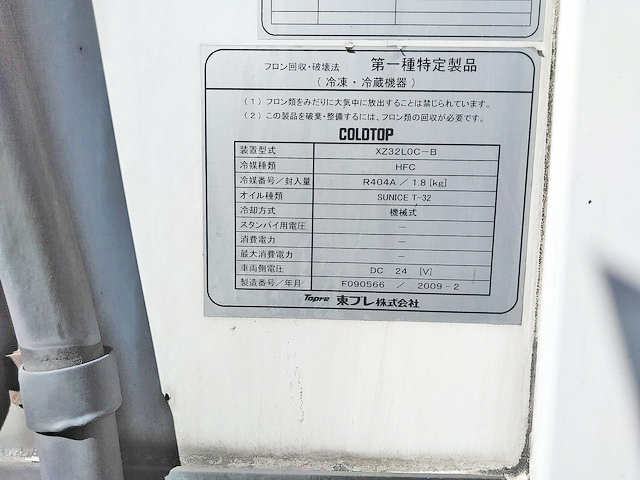 フロン回収・破壊法 第一種特定製品
（冷凍・冷蔵機器）
（1）フロン類をみだりに大気中に放出することは禁じられています。
（2）この製品を破棄・整備するには、フロン類の回収が必要です。
COLDTOP
装置型式 XZ32L0C-B
冷媒種類 HFC
冷媒番号／封入量 R404A ／ 1.8 [kg]
オイル種類 SUNICE T-32
冷却方式 機械式
スタンバイ用電圧 －
消費電力 －
最大消費電力 －
車両側電圧 DC 24 [V]
製造番号／年月 F090566 ／ 2009-2
Topre 東プレ株式会社